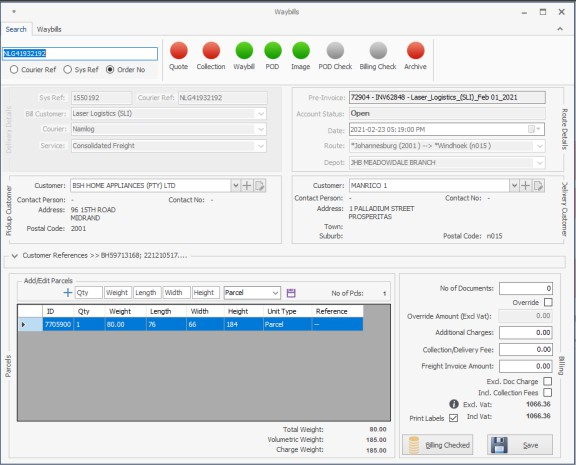 Waybills
Search Waybill
NLG41932192
Courier Ref Sys Ref Order No
Quote Collection Waybill POD Image POD Check Billing Check Archive
Delivery Details
Sys Ref: 1550192 Courier Ref: NLG41932192
Bill Customer: Laser Logistics (SLI)
Courier: Namlog
Service: Consolidated Freight
Pre-Invoice: 72904 - INV62848 - Laser_Logistics_(SLI)_Feb 01_2021
Account Status: Open
Date: 2021-02-23 05:19:00 PM
Route: *Johannesburg (2001 ) --> *Windhoek (n015 )
Depot: JHB MEADOWDALE BRANCH
Route Details
Pickup Customer
Customer: BSH HOME APPLIANCES (PTY) LTD
Contact Person: - Contact No: -
Address: 96 15TH ROAD
MIDRAND
Postal Code: 2001
Customer: MANRICO 1
Contact Person: - Contact No: -
Address: 1 PALLADIUM STREET
PROSPERITAS
Town:
Suburb: Postal Code: n015
Delivery Customer
Customer References >> BH59713168; 221210517....
Parcels
Add/Edit Parcels
Qty Weight Length Width Height Parcel No of Pcls: 1
ID Qty Weight Length Width Height Unit Type Reference
7705900 1 80.00 76 66 184 Parcel --
Total Weight: 80.00
Volumetric Weight: 185.00
Charge Weight: 185.00
No of Documents: 0
Override
Override Amount (Excl Vat): 0.00
Additional Charges: 0.00
Collection/Delivery Fee: 0.00
Freight Invoice Amount: 0.00
Excl. Doc Charge
Incl. Collection Fees
Excl. Vat: 1066.36
Print Labels Incl Vat: 1066.36
Billing Checked Save
Billing